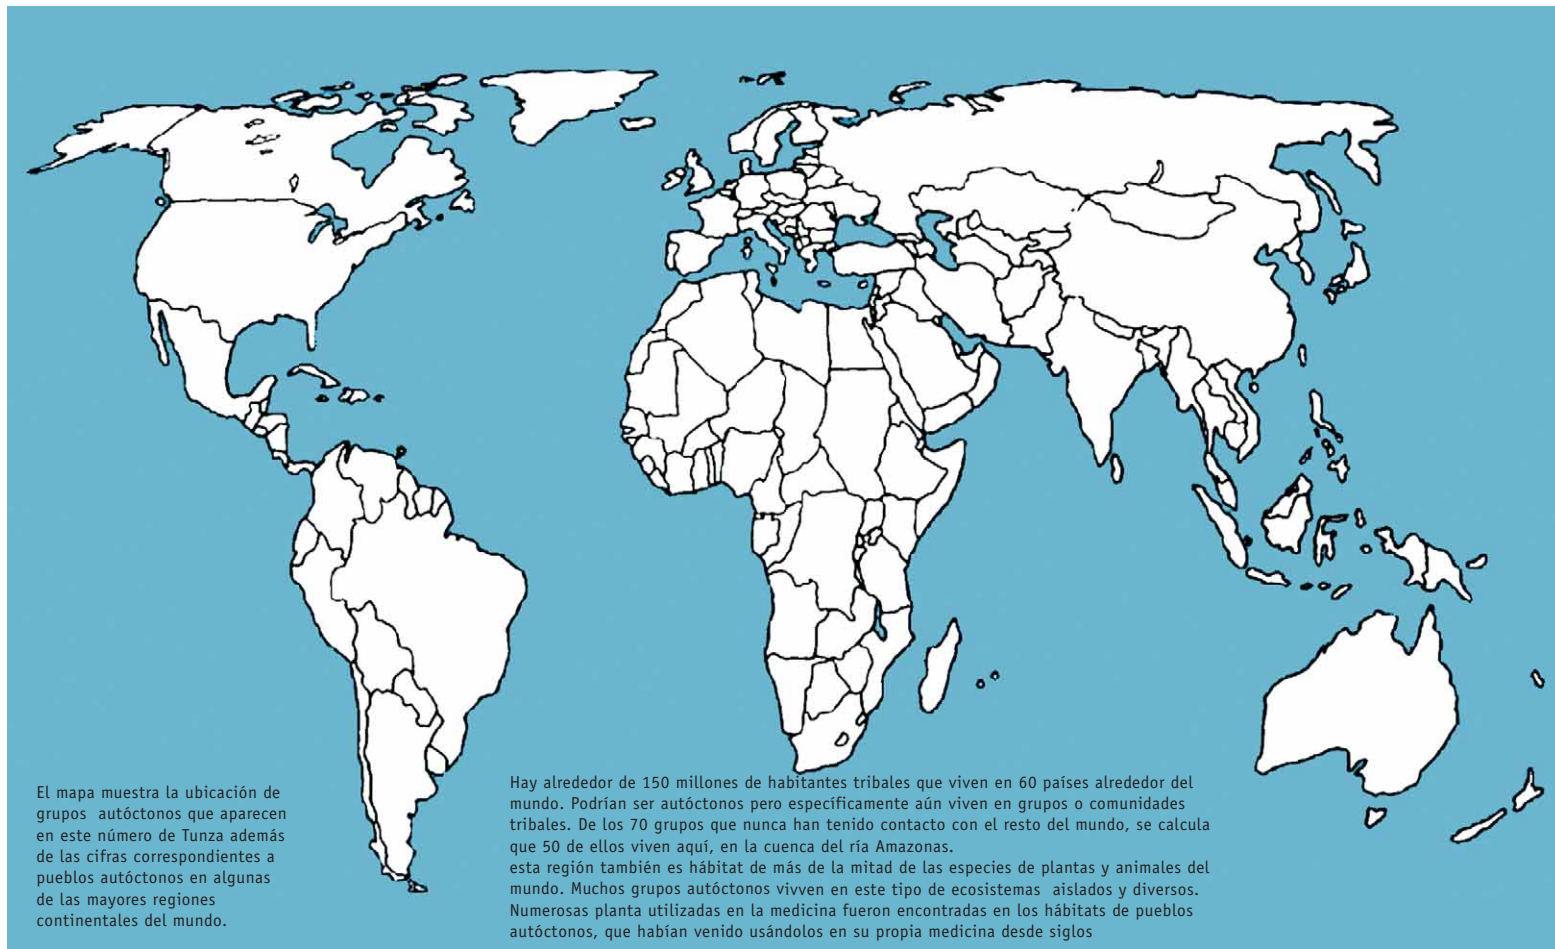 El mapa muestra la ubicación de
grupos autóctonos que aparecen
en este número de Tunza además
de las cifras correspondientes a
pueblos autóctonos en algunas
de las mayores regiones
continentales del mundo.
Hay alrededor de 150 millones de habitantes tribales que viven en 60 países alrededor del
mundo. Podrían ser autóctonos pero específicamente aún viven en grupos o comunidades
tribales. De los 70 grupos que nunca han tenido contacto con el resto del mundo, se calcula
que 50 de ellos viven aquí, en la cuenca del ría Amazonas.
esta región también es hábitat de más de la mitad de las especies de plantas y animales del
mundo. Muchos grupos autóctonos vivven en este tipo de ecosistemas aislados y diversos.
Numerosas planta utilizadas en la medicina fueron encontradas en los hábitats de pueblos
autóctonos, que habían venido usándolos en su propia medicina desde siglos